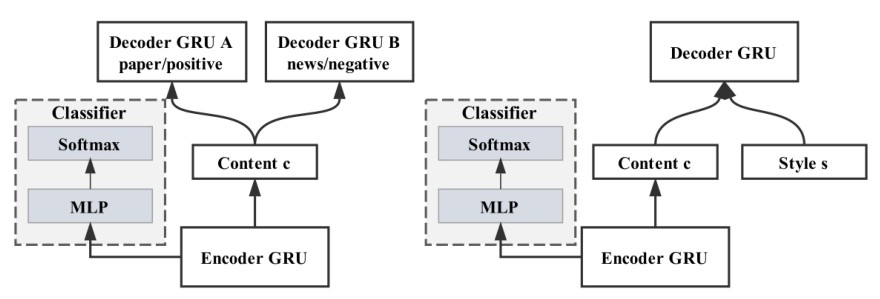 Decoder GRU A
paper/positive
Decoder GRU B
news/negative
Classifier
Softmax
MLP
Content c
Encoder GRU
Decoder GRU
Classifier
Softmax
MLP
Content c
Style s
Encoder GRU